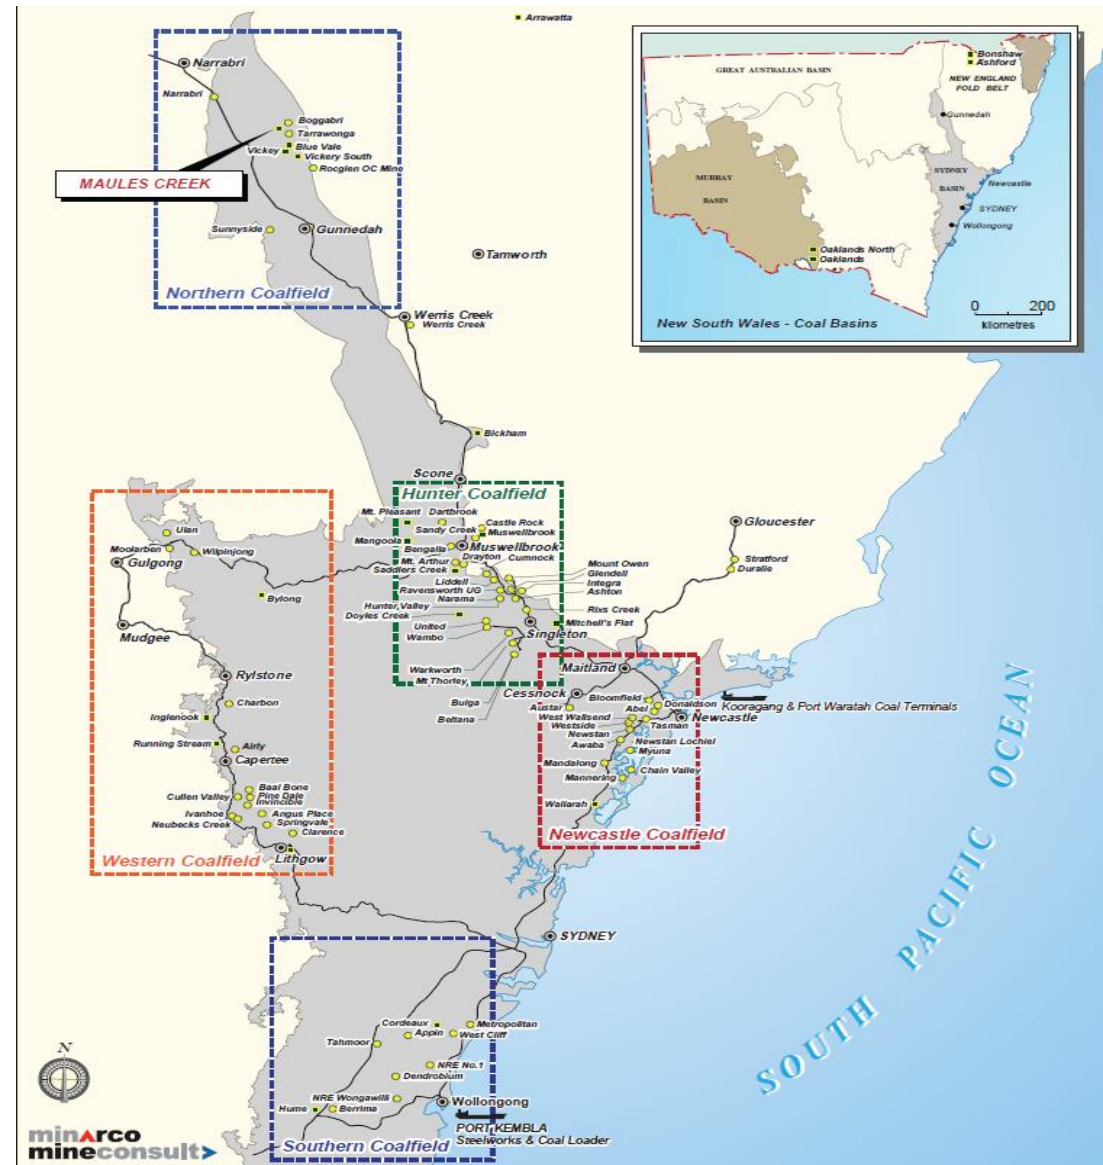 Arrawatta
Narrabri
Narrabri
Boggabri
Tarrawonga
Blue Vale
Vickey
Vickery South
Rocglen OC Mine
MAULES CREEK
Sunnyside
Gunnedah
Tamworth
Northern Coalfield
Werris Creek
Werris Creek
Bonshaw
Ashford
GREAT AUSTRALIAN BASIN
NEW ENGLAND
FOLD BELT
Gunnedah
MURRAY
BASIN
SYDNEY
BASIN
Newcastle
SYDNEY
Wollongong
Oaklands North
Oaklands
0 200
kilometres
New South Wales - Coal Basins
Bickham
Scone
Hunter Coalfield
Mt. Pleasant
Dartbrook
Castle Rock
Sandy Creek
Muswellbrook
Mangoola
Bengalla
Muswellbrook
Mt. Arthur
Drayton
Cumnock
Saddlers Creek
Mount Owen
Liddell
Glendell
Ravensworth UG
Integra
Narama
Ashton
Hunter Valley
Rixs Creek
Doyles Creek
United
Mitchell's Flat
Wambo
Singleton
Warkworth
Mt Thorley
Bulga
Beltana
Gloucester
Stratford
Duralie
Ulan
Moolarben
Wilpinjong
Gulgong
Bylong
Mudgee
Rylstone
Charbon
Inglenook
Running Stream
Airly
Capertee
Baal Bone
Cullen Valley
Pine Dale
Invincible
Ivanhoe
Angus Place
Neubecks Creek
Springvale
Clarence
Lithgow
Western Coalfield
Maitland
Cessnock
Bloomfield
Donaldson
Austar
Abel
Kooragang & Port Waratah Coal Terminals
West Wallsend
Newcastle
Westside
Tasman
Newstan
Awaba
Newstan Lochiel
Myuna
Mandalong
Chain Valley
Mannering
Wallarah
Newcastle Coalfield
SYDNEY
SOUTH PACIFIC OCEAN
Cordeaux
Metropolitan
Appin
West Cliff
Tahmoor
NRE No.1
Dendrobium
NRE Wongawilli
Hume
Berrima
Wollongong
PORT KEMBLA
Steelworks & Coal Loader
Southern Coalfield
N
minarco
mineconsult